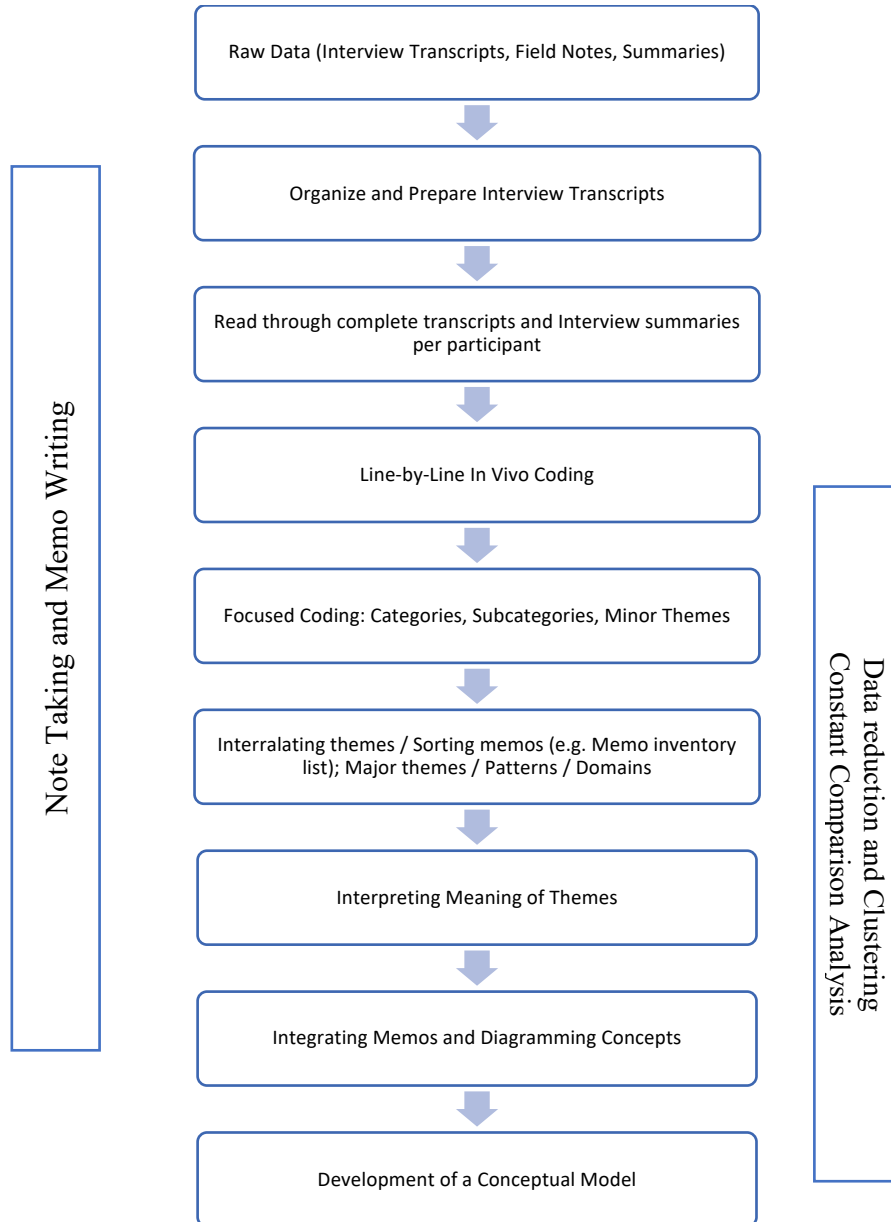 Raw Data (Interview Transcripts, Field Notes, Summaries)
Organize and Prepare Interview Transcripts
Read through complete transcripts and Interview summaries
per participant
Line-by-Line In Vivo Coding
Focused Coding: Categories, Subcategories, Minor Themes
Interralating themes / Sorting memos (e.g. Memo inventory
list); Major themes / Patterns / Domains
Interpreting Meaning of Themes
Integrating Memos and Diagramming Concepts
Development of a Conceptual Model
Note Taking and Memo Writing
Data reduction and Clustering
Constant Comparison Analysis